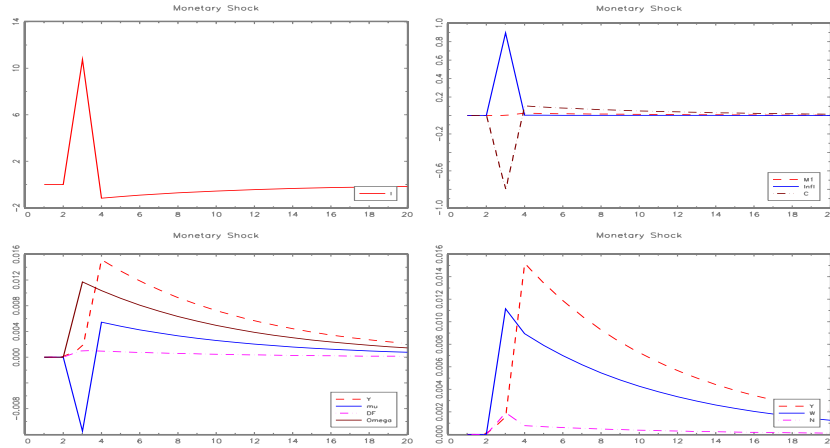 Monetary Shock
14
10
6
2
−2
0 2 4 6 8 10 12 14 16 18 20
I
Monetary Shock
1.0
0.6
0.2
−0.2
−0.6
−1.0
0 2 4 6 8 10 12 14 16 18 20
M1
Infl
C
Monetary Shock
0.016
0.012
0.008
0.004
0.000
−0.008
0 2 4 6 8 10 12 14 16 18 20
Y
mu
DF
Omega
Monetary Shock
0.016
0.014
0.012
0.010
0.008
0.006
0.004
0.002
0.000
0 2 4 6 8 10 12 14 16 18 20
Y
W
N